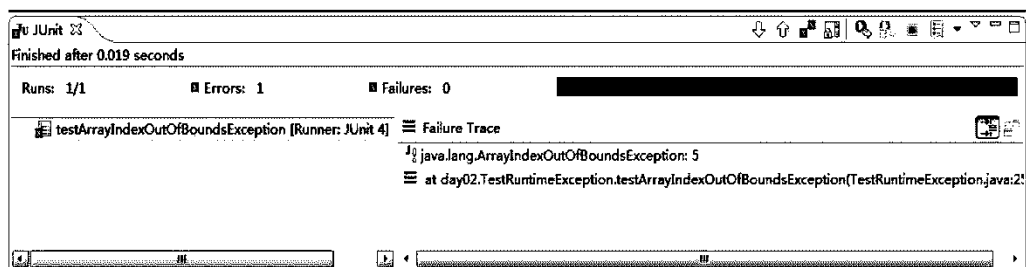 JUnit
Finished after 0.019 seconds
Runs: 1/1 Errors: 1 Failures: 0
testArrayIndexOutOfBoundsException [Runner: JUnit 4]
Failure Trace
java.lang.ArrayIndexOutOfBoundsException: 5
at day02.TestRuntimeException.testArrayIndexOutOfBoundsException(TestRuntimeException.java:2